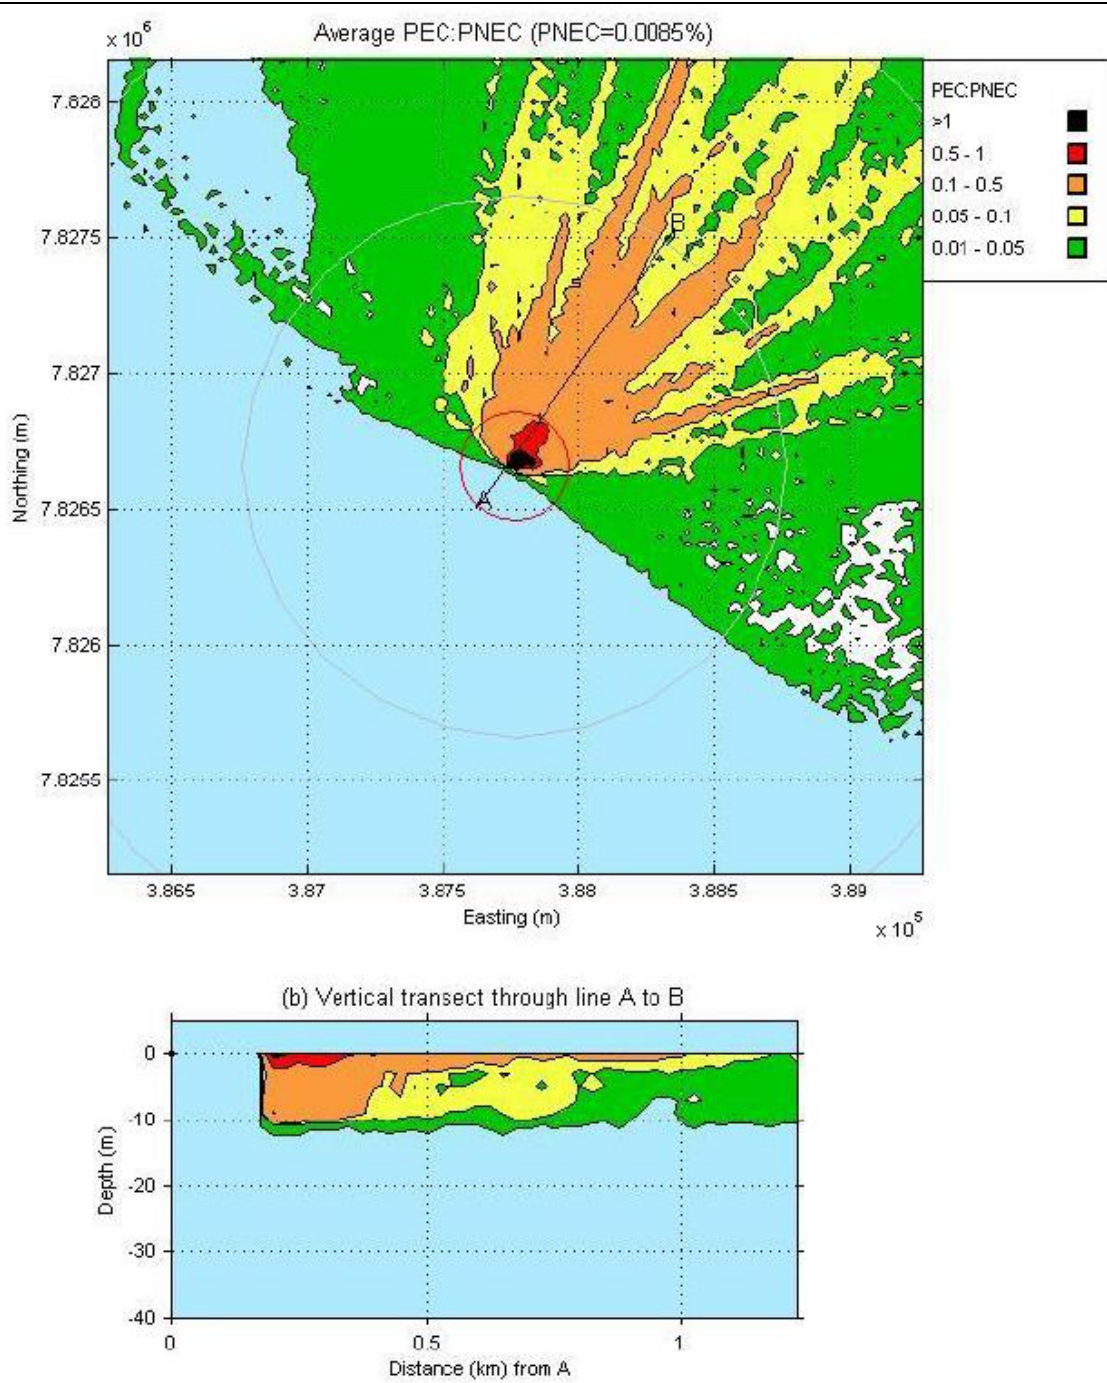 x 10^6
Average PEC:PNEC (PNEC=0.0085%)
PEC:PNEC
>1
0.5 - 1
0.1 - 0.5
0.05 - 0.1
0.01 - 0.05
7.828
7.8275
7.827
7.8265
7.826
7.8255
Northing (m)
B
A
3.865 3.87 3.875 3.88 3.885 3.89
Easting (m)
x 10^5
(b) Vertical transect through line A to B
0
-10
-20
-30
-40
Depth (m)
0 0.5 1
Distance (km) from A